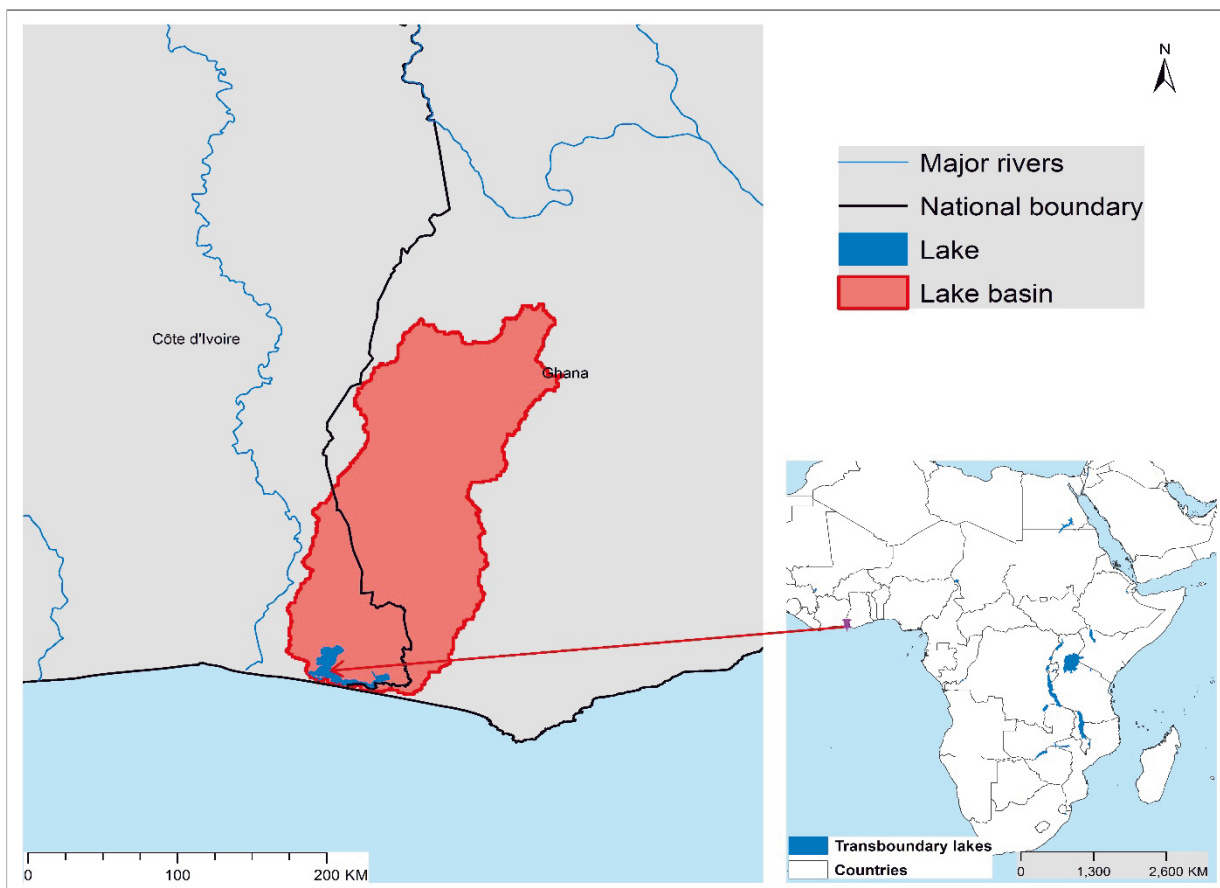 N
Major rivers
National boundary
Lake
Lake basin
Côte d'Ivoire
Ghana
0 100 200 KM
Transboundary lakes
Countries
0 1,300 2,600 KM